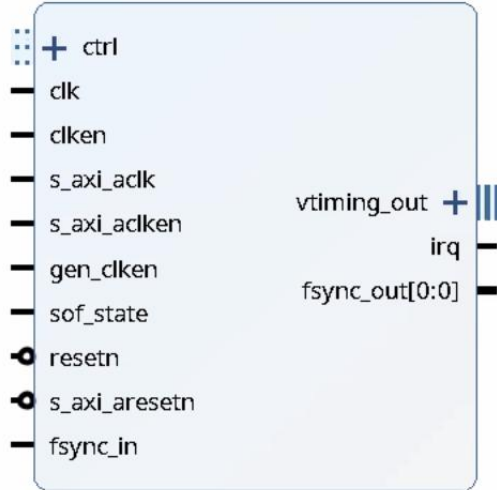 ctrl
clk
clken
s_axi_aclk
s_axi_aclken
gen_clken
sof_state
resetn
s_axi_aresetn
fsync_in
vtiming_out
irq
fsync_out[0:0]